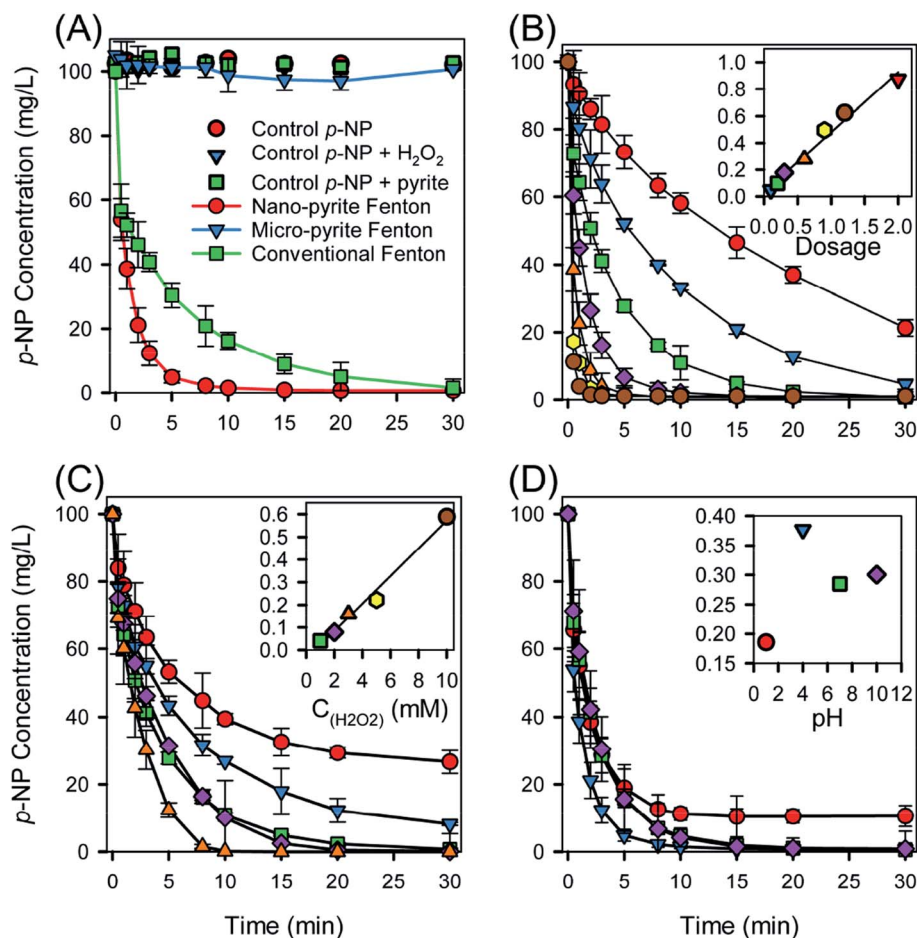 (A)
p-NP Concentration (mg/L)
120
100
80
60
40
20
0
Control p-NP
Control p-NP + H₂O₂
Control p-NP + pyrite
Nano-pyrite Fenton
Micro-pyrite Fenton
Conventional Fenton
0 5 10 15 20 25 30
(B)
100
80
60
40
20
0
1.0
0.8
0.6
0.4
0.2
0.0
0.0 0.5 1.0 1.5 2.0
Dosage
0 5 10 15 20 25 30
(C)
p-NP Concentration (mg/L)
100
80
60
40
20
0
0.6
0.5
0.4
0.3
0.2
0.1
0.0
0 2 4 6 8 10
C(H2O2) (mM)
0 5 10 15 20 25 30
Time (min)
(D)
100
80
60
40
20
0
0.40
0.35
0.30
0.25
0.20
0.15
0 2 4 6 8 10 12
pH
0 5 10 15 20 25 30
Time (min)